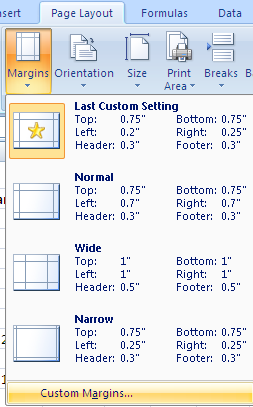 nsert Page Layout Formulas Data
Margins Orientation Size Print Area Breaks B
Last Custom Setting
Top: 0.75" Bottom: 0.75"
Left: 0.2" Right: 0.25"
Header: 0.3" Footer: 0.3"
Normal
Top: 0.75" Bottom: 0.75"
Left: 0.7" Right: 0.7"
Header: 0.3" Footer: 0.3"
Wide
Top: 1" Bottom: 1"
Left: 1" Right: 1"
Header: 0.5" Footer: 0.5"
Narrow
Top: 0.75" Bottom: 0.75"
Left: 0.25" Right: 0.25"
Header: 0.3" Footer: 0.3"
Custom Margins...